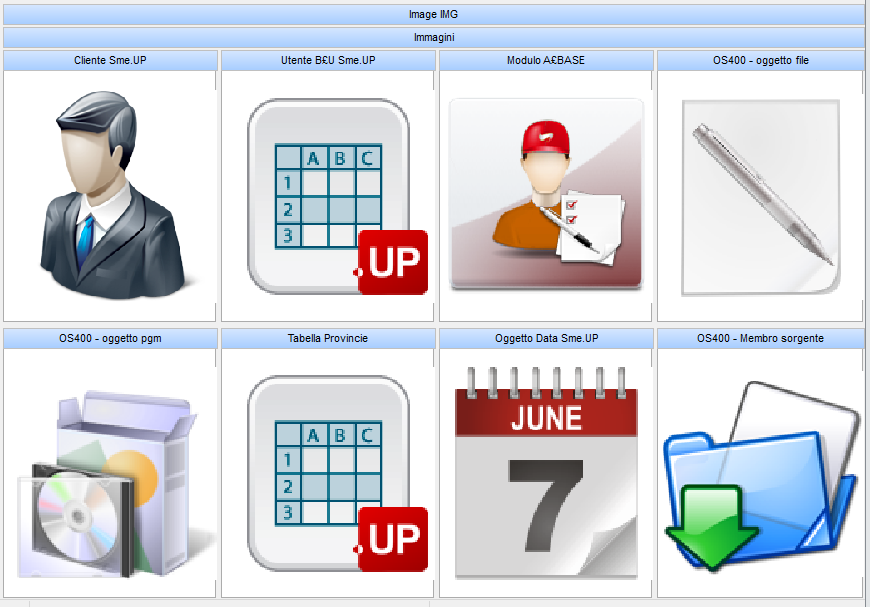 Image IMG
Immagini
Cliente Sme.UP
Utente B£U Sme.UP
Modulo A£BASE
OS400 - oggetto file
A B C
1
2
3
.UP
OS400 - oggetto pgm
Tabella Provincie
Oggetto Data Sme.UP
OS400 - Membro sorgente
A B C
1
2
3
.UP
JUNE
7